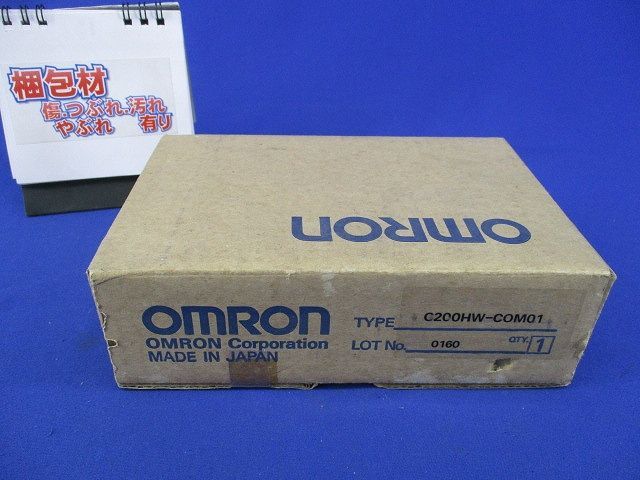 梱包材
傷.つぶれ.汚れ
やぶれ 有り
OMRON
OMRON
OMRON Corporation
MADE IN JAPAN
TYPE C200HW-COM01
LOT No. 0160 QTY. 1